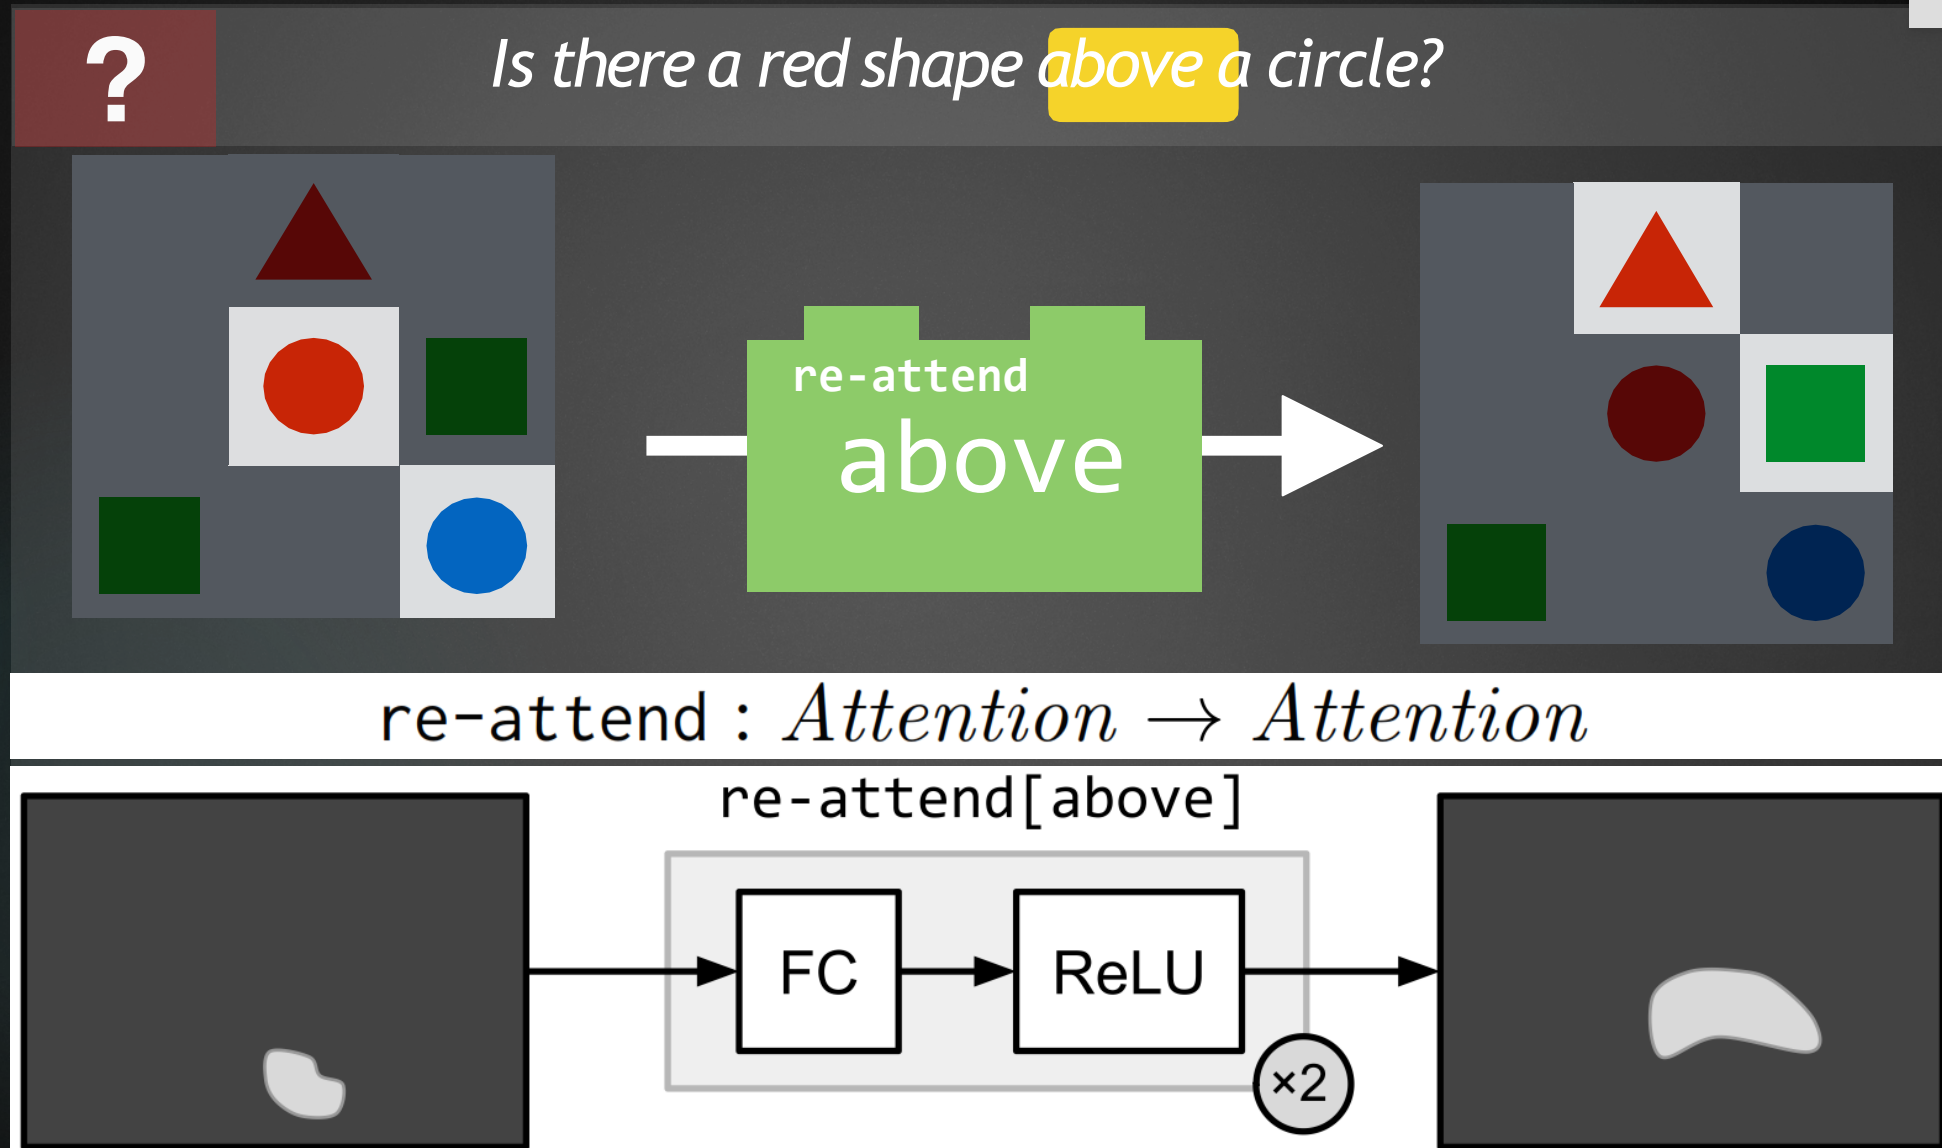 ?
Is there a red shape above a circle?
re-attend
above
re-attend : Attention → Attention
re-attend[above]
FC
ReLU
×2